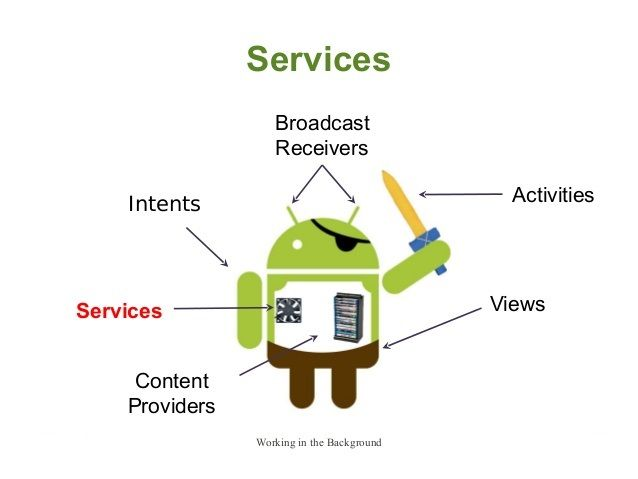 Services
Broadcast
Receivers
Intents
Activities
Services
Views
Content
Providers
Working in the Background